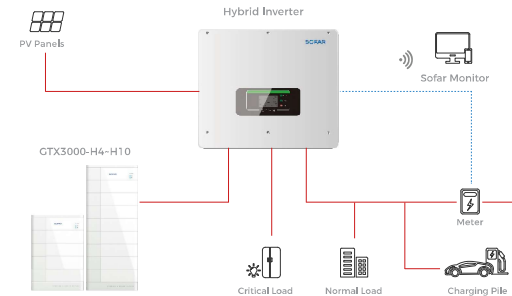 Hybrid Inverter
SOFAR
PV Panels
Sofar Monitor
GTX3000-H4~H10
Meter
Critical Load
Normal Load
Charging Pile